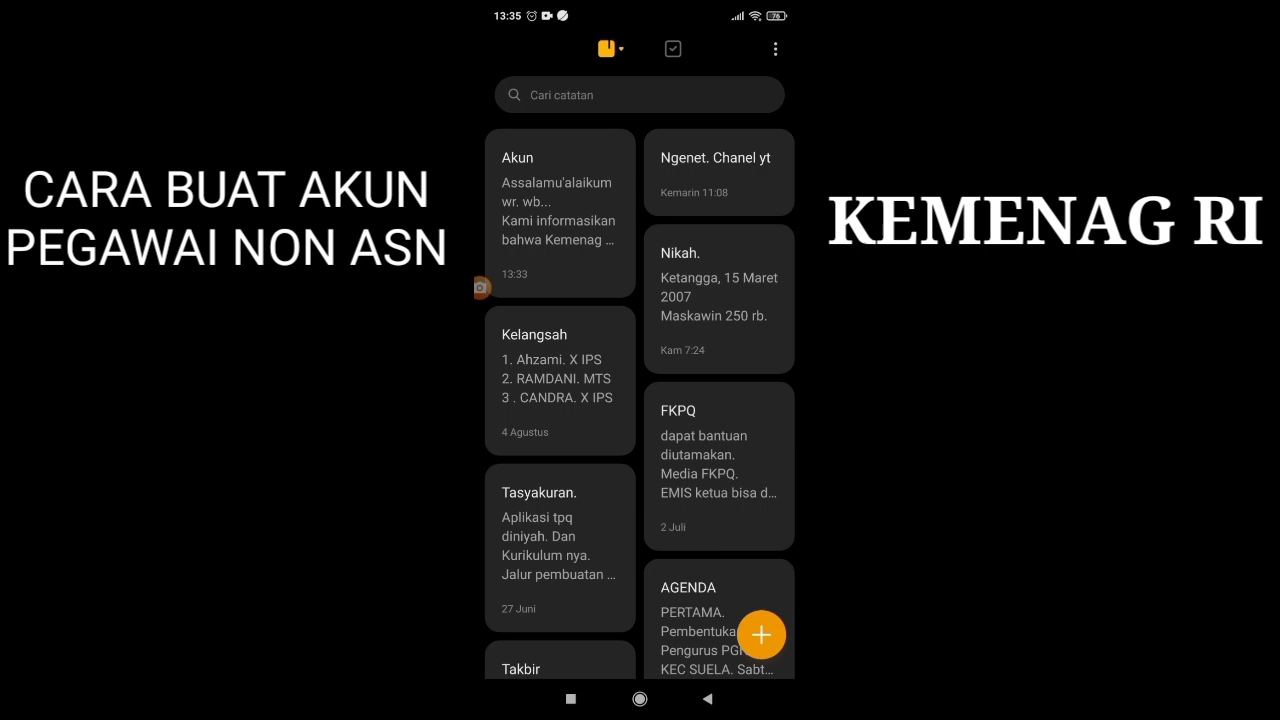 CARA BUAT AKUN
PEGAWAI NON ASN
13:35
76
Cari catatan
Akun
Assalamu'alaikum
wr. wb...
Kami informasikan
bahwa Kemenag ...
13:33
Kelangsah
1. Ahzami. X IPS
2. RAMDANI. MTS
3 . CANDRA. X IPS
4 Agustus
Tasyakuran.
Aplikasi tpq
diniyah. Dan
Kurikulum nya.
Jalur pembuatan ...
27 Juni
Takbir
Ngenet. Chanel yt
Kemarin 11:08
Nikah.
Ketangga, 15 Maret
2007
Maskawin 250 rb.
Kam 7:24
FKPQ
dapat bantuan
diutamakan.
Media FKPQ.
EMIS ketua bisa d...
2 Juli
AGENDA
PERTAMA.
Pengurus
KEC SUELA. Sabt...
KEMENAG RI